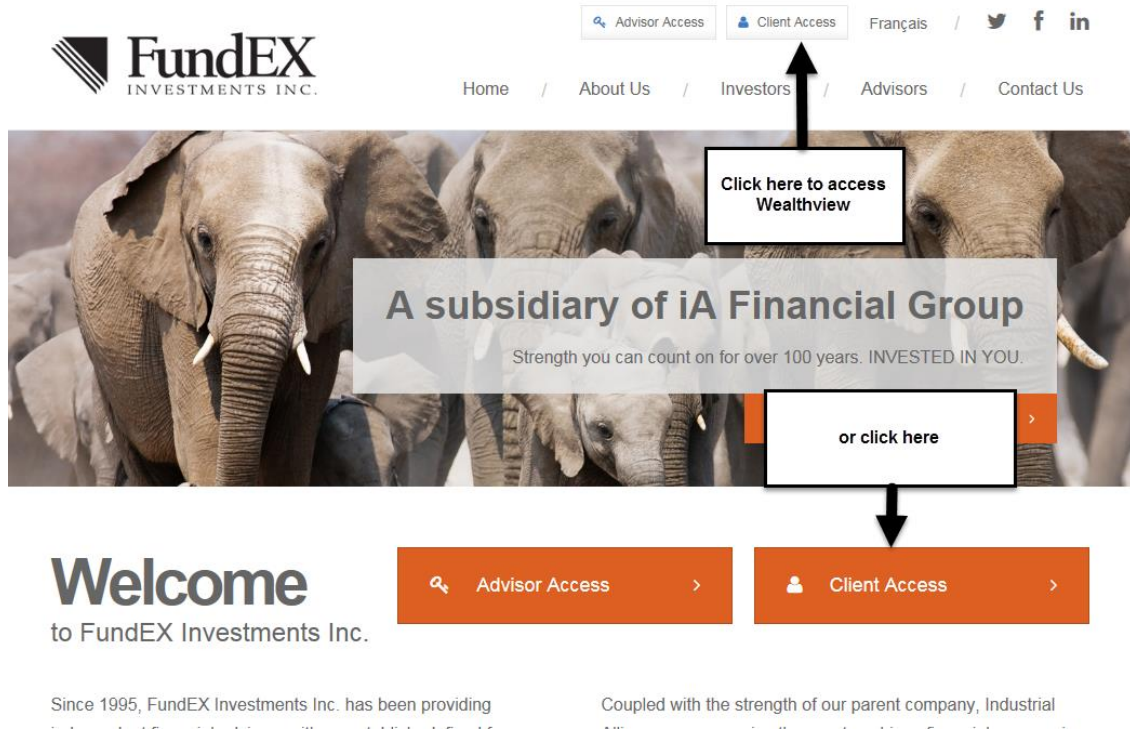 Advisor Access
Client Access
Français /
FundEX
INVESTMENTS INC.
Home / About Us / Investors / Advisors / Contact Us
Click here to access
Wealthview
A subsidiary of iA Financial Group
Strength you can count on for over 100 years. INVESTED IN YOU.
or click here
Welcome
to FundEX Investments Inc.
Advisor Access
Client Access
Since 1995, FundEX Investments Inc. has been providing
Coupled with the strength of our parent company, Industrial